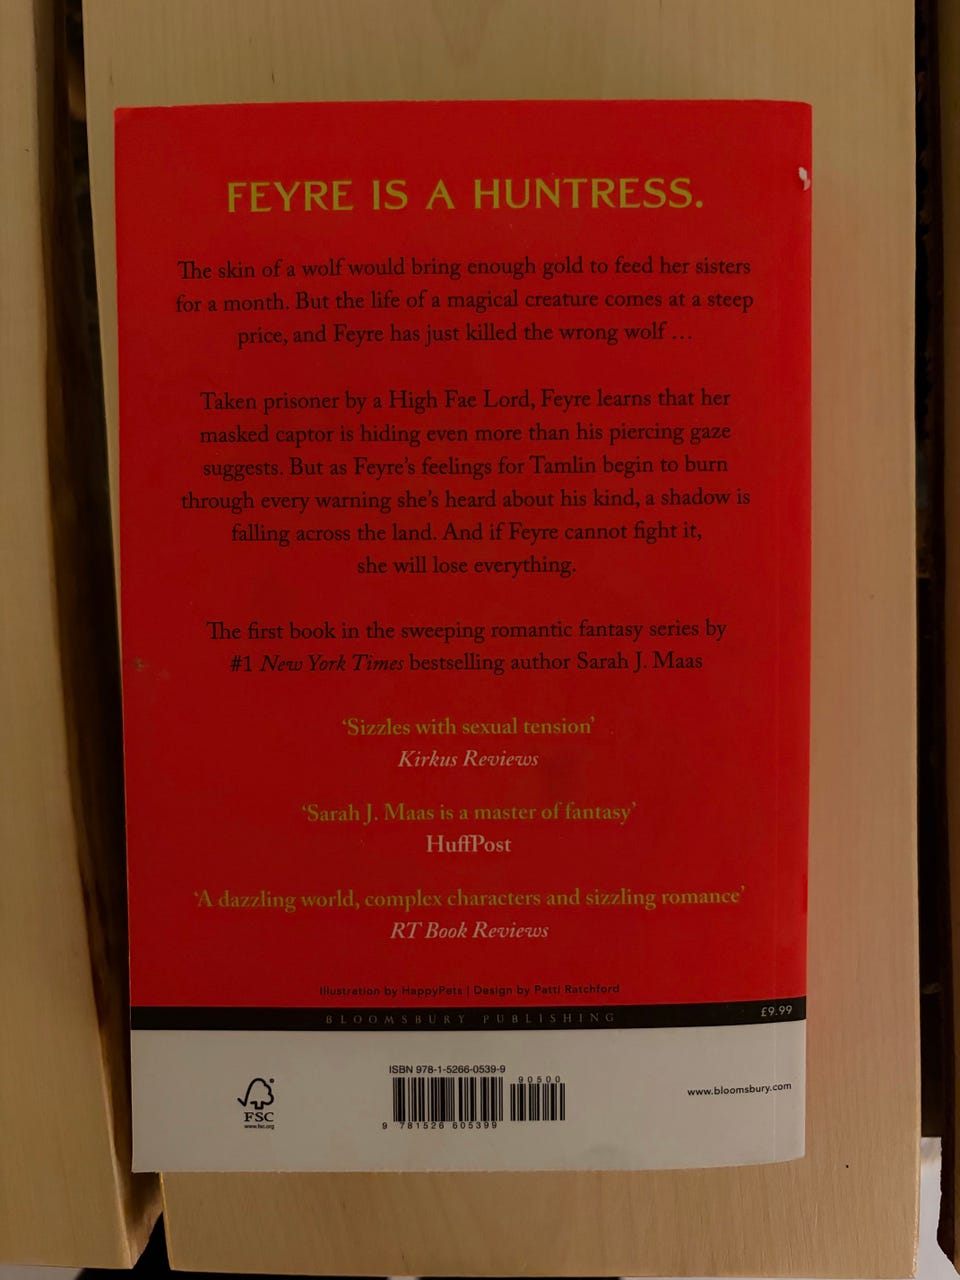 FEYRE IS A HUNTRESS.
The skin of a wolf would bring enough gold to feed her sisters
for a month. But the life of a magical creature comes at a steep
price, and Feyre has just killed the wrong wolf …
Taken prisoner by a High Fae Lord, Feyre learns that her
masked captor is hiding even more than his piercing gaze
suggests. But as Feyre’s feelings for Tamlin begin to burn
through every warning she’s heard about his kind, a shadow is
falling across the land. And if Feyre cannot fight it,
she will lose everything.
The first book in the sweeping romantic fantasy series by
#1 New York Times bestselling author Sarah J. Maas
‘Sizzles with sexual tension’
Kirkus Reviews
‘Sarah J. Maas is a master of fantasy’
HuffPost
‘A dazzling world, complex characters and sizzling romance’
RT Book Reviews
Illustration by HappyPets | Design by Patti Ratchford
BLOOMSBURY PUBLISHING
£9.99
ISBN 978-1-5266-0539-9
90500
9 781526 605399
FSC
www.fsc.org
www.bloomsbury.com